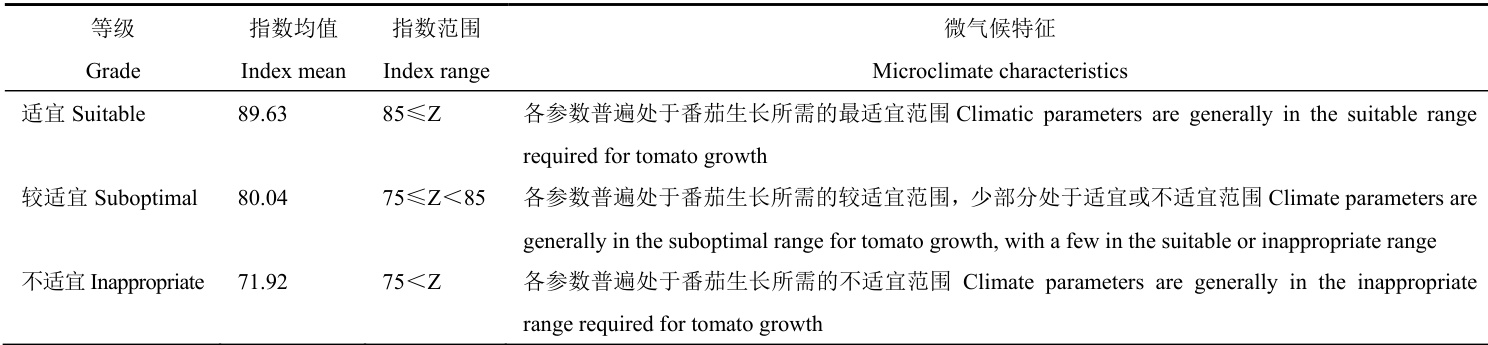 等级 指数均值 指数范围 微气候特征
Grade Index mean Index range Microclimate characteristics
适宜 Suitable 89.63 85≤Z 各参数普遍处于番茄生长所需的最适宜范围 Climatic parameters are generally in the suitable range
required for tomato growth
较适宜 Suboptimal 80.04 75≤Z＜85 各参数普遍处于番茄生长所需的较适宜范围，少部分处于适宜或不适宜范围 Climate parameters are
generally in the suboptimal range for tomato growth, with a few in the suitable or inappropriate range
不适宜 Inappropriate 71.92 75＜Z 各参数普遍处于番茄生长所需的不适宜范围 Climate parameters are generally in the inappropriate
range required for tomato growth